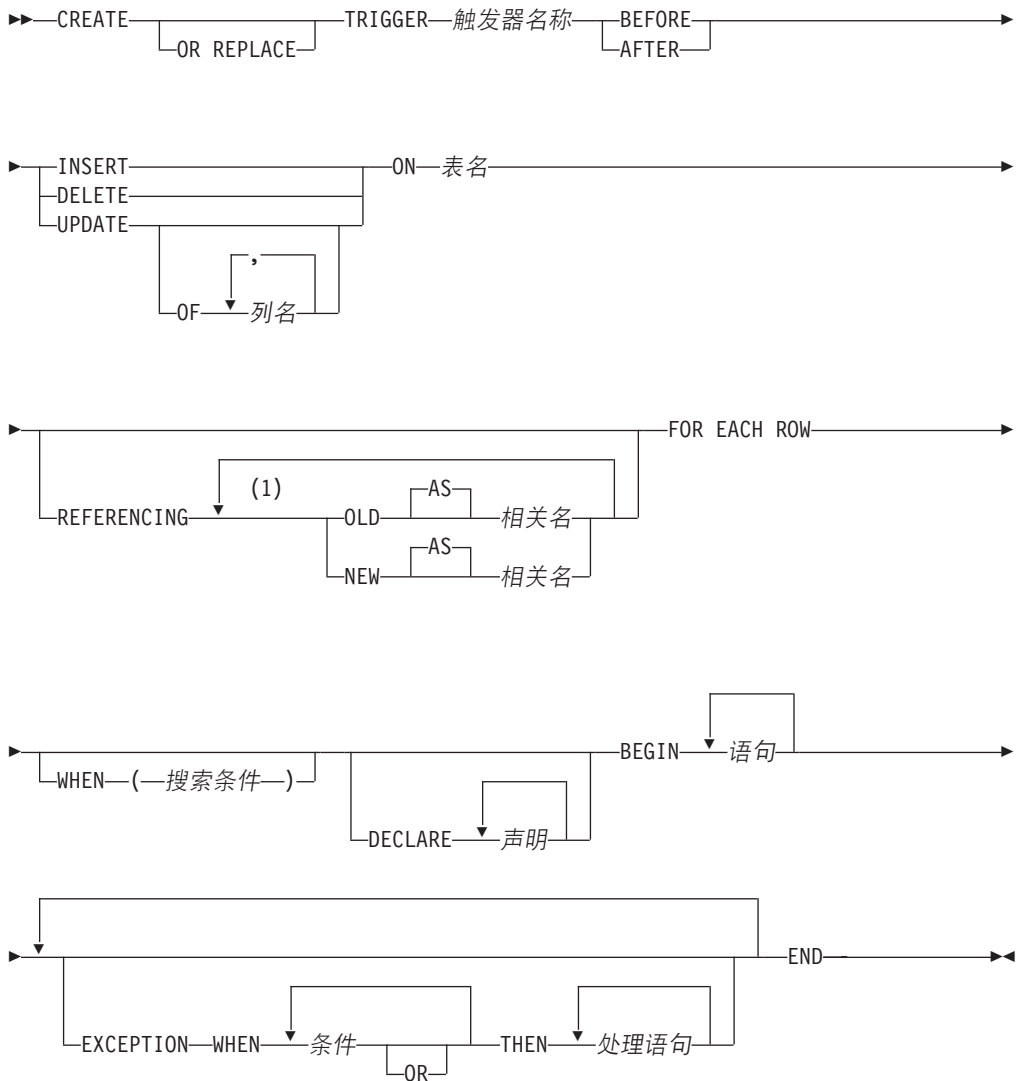 CREATE TRIGGER 触发器名称 BEFORE
OR REPLACE AFTER
INSERT ON 表名
DELETE
UPDATE
,
OF 列名
FOR EACH ROW
(1) AS
REFERENCING OLD 相关名
AS
NEW 相关名
BEGIN 语句
WHEN ( 搜索条件 )
DECLARE 声明
END
EXCEPTION WHEN 条件 THEN 处理语句
OR